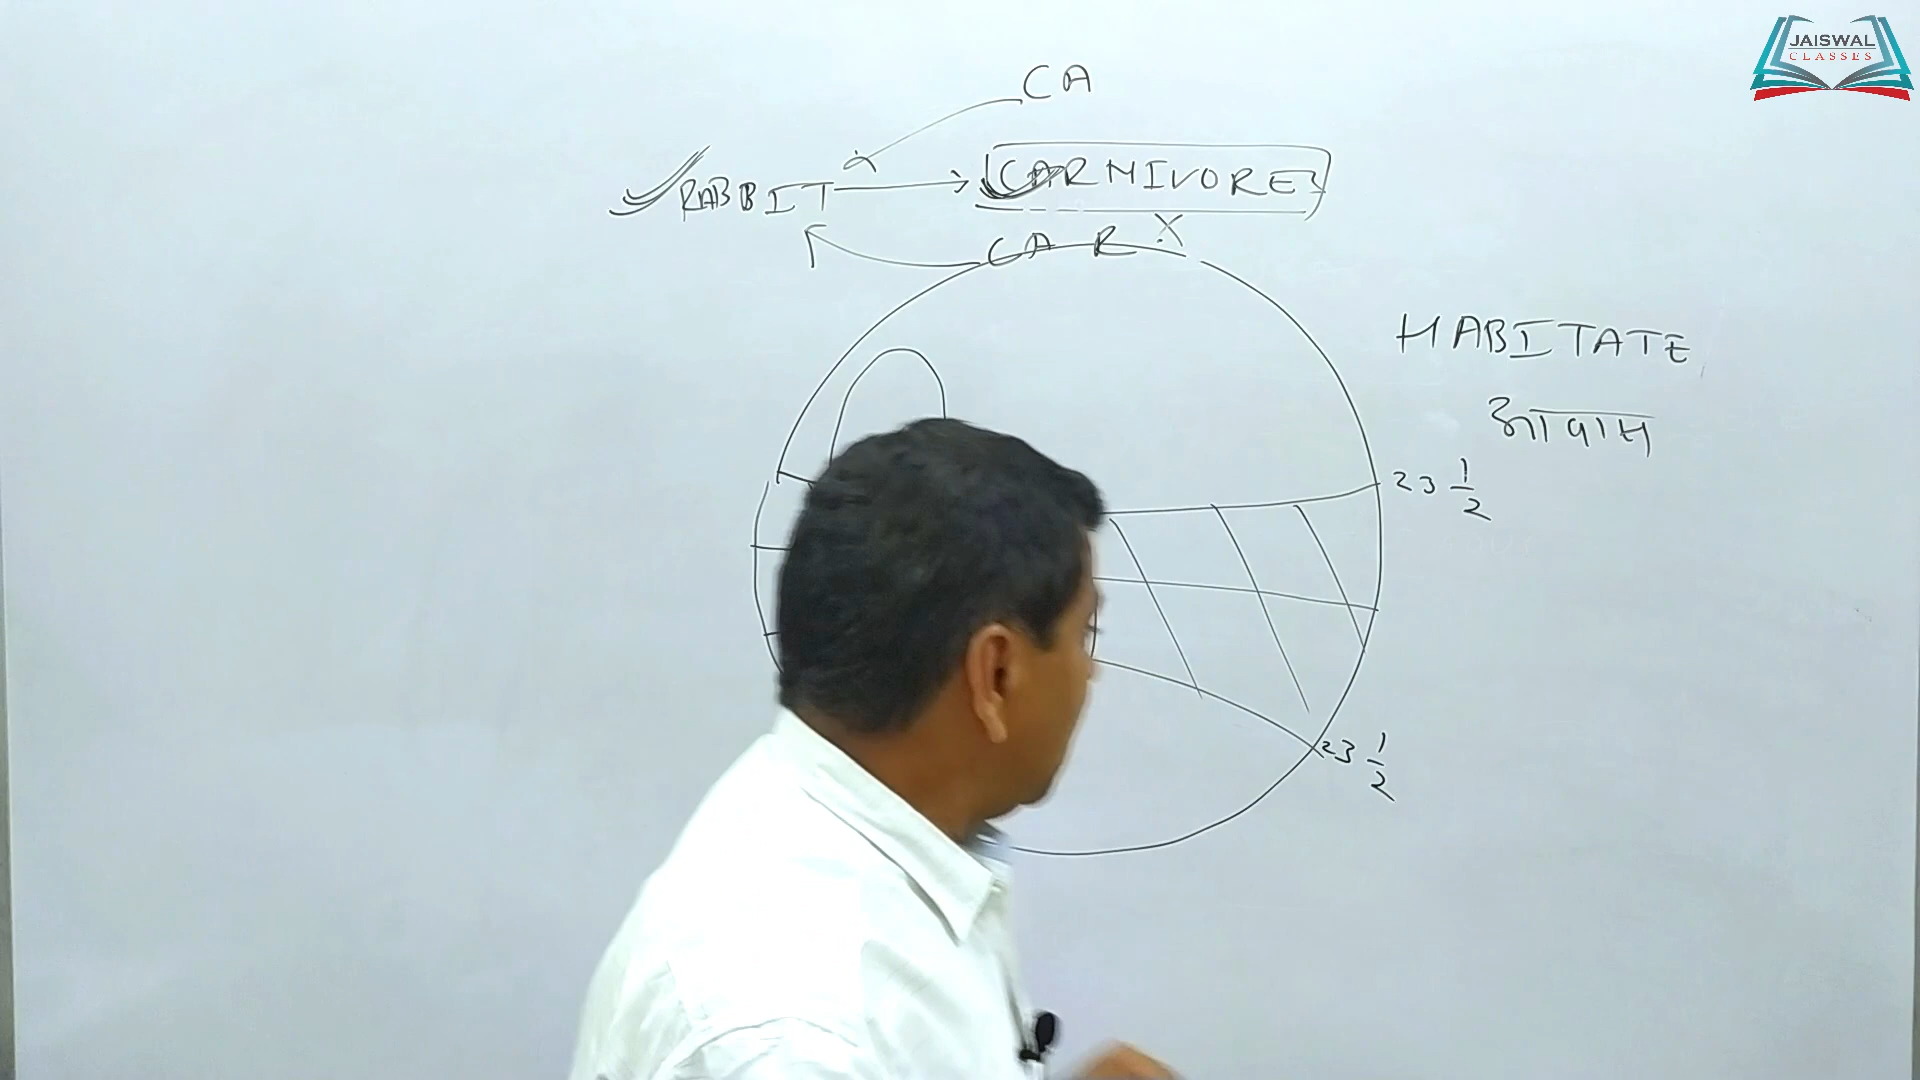 JAISWAL
CLASSES
CA
RABBIT → CARNIVORE
CAR X
HABITATE
आवास
23 1/2
23 1/2